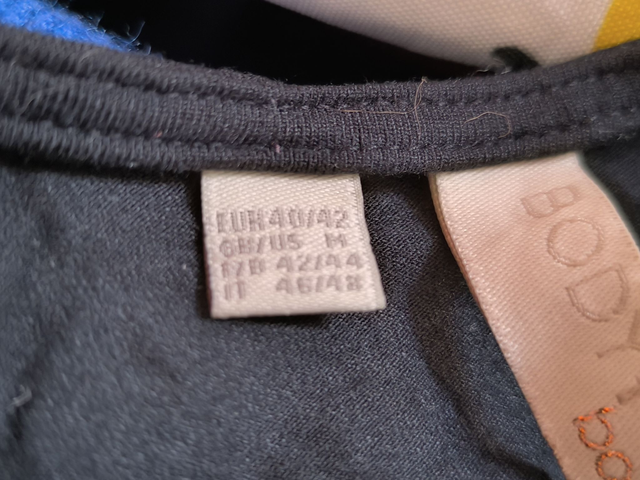 EUR 40/42
GB/US M
F/B 42/44
IT 46/48
BODY